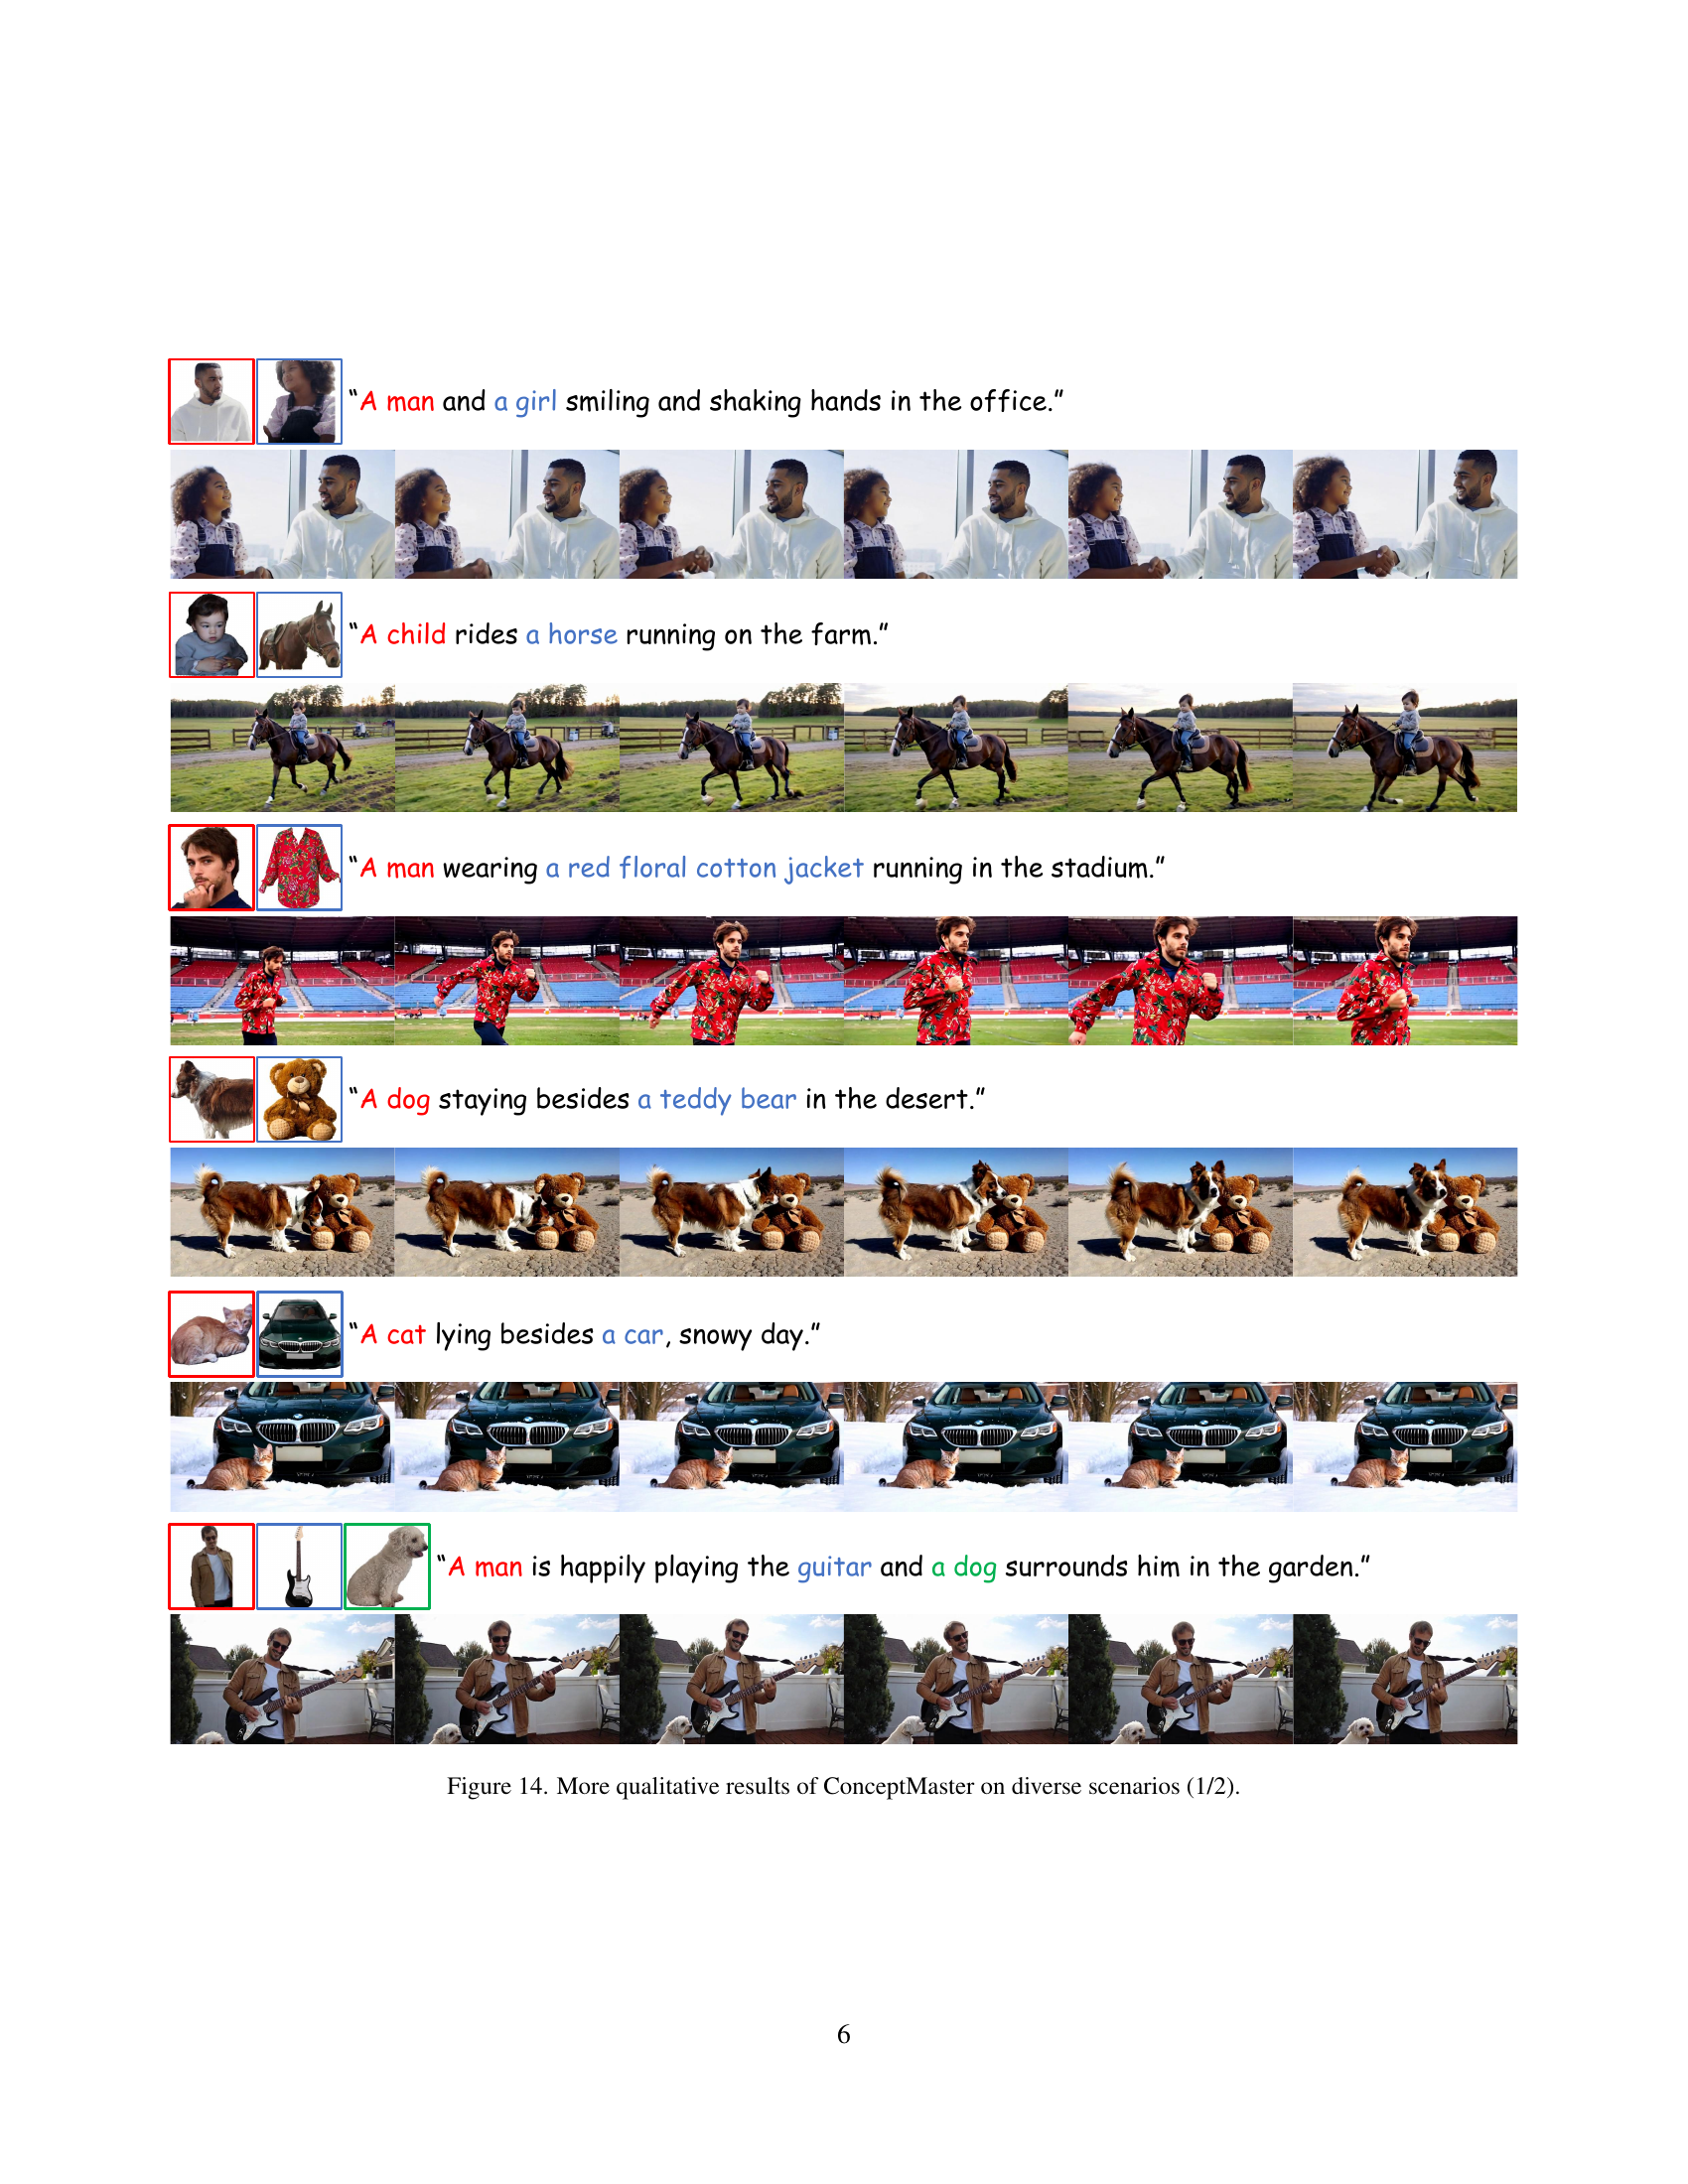 “A man and a girl smiling and shaking hands in the office.”
“A child rides a horse running on the farm.”
“A man wearing a red floral cotton jacket running in the stadium.”
“A dog staying besides a teddy bear in the desert.”
“A cat lying besides a car, snowy day.”
“A man is happily playing the guitar and a dog surrounds him in the garden.”
Figure 14. More qualitative results of ConceptMaster on diverse scenarios (1/2).
6